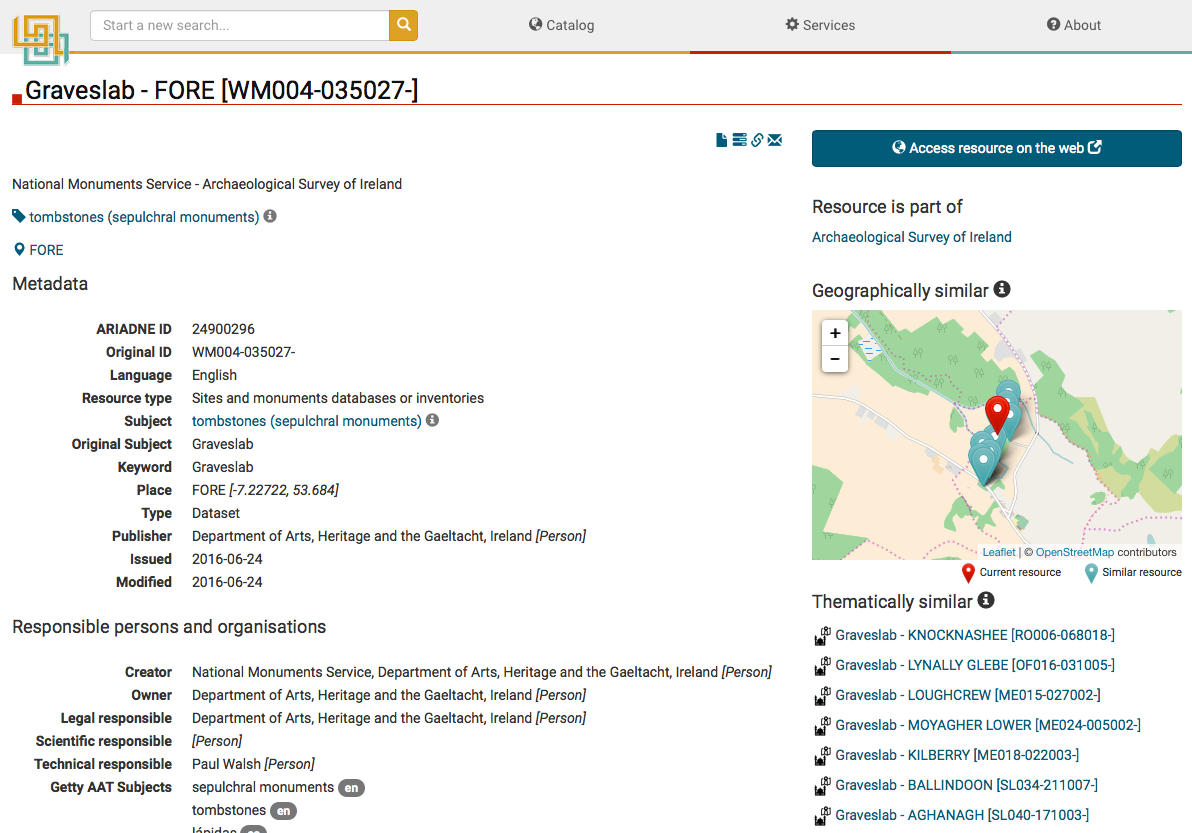 Start a new search...
Catalog
Services
About
Graveslab - FORE [WM004-035027-]
National Monuments Service - Archaeological Survey of Ireland
tombstones (sepulchral monuments)
FORE
Metadata
ARIADNE ID 24900296
Original ID WM004-035027-
Language English
Resource type Sites and monuments databases or inventories
Subject tombstones (sepulchral monuments)
Original Subject Graveslab
Keyword Graveslab
Place FORE [-7.22722, 53.684]
Type Dataset
Publisher Department of Arts, Heritage and the Gaeltacht, Ireland [Person]
Issued 2016-06-24
Modified 2016-06-24
Responsible persons and organisations
Creator National Monuments Service, Department of Arts, Heritage and the Gaeltacht, Ireland [Person]
Owner Department of Arts, Heritage and the Gaeltacht, Ireland [Person]
Legal responsible Department of Arts, Heritage and the Gaeltacht, Ireland [Person]
Scientific responsible [Person]
Technical responsible Paul Walsh [Person]
Getty AAT Subjects sepulchral monuments en
tombstones en
lápidas es
Access resource on the web
Resource is part of
Archaeological Survey of Ireland
Geographically similar
+
−
Leaflet | © OpenStreetMap contributors
Current resource Similar resource
Thematically similar
Graveslab - KNOCKNASHEE [RO006-068018-]
Graveslab - LYNALLY GLEBE [OF016-031005-]
Graveslab - LOUGHCREW [ME015-027002-]
Graveslab - MOYAGHER LOWER [ME024-005002-]
Graveslab - KILBERRY [ME018-022003-]
Graveslab - BALLINDOON [SL034-211007-]
Graveslab - AGHANAGH [SL040-171003-]